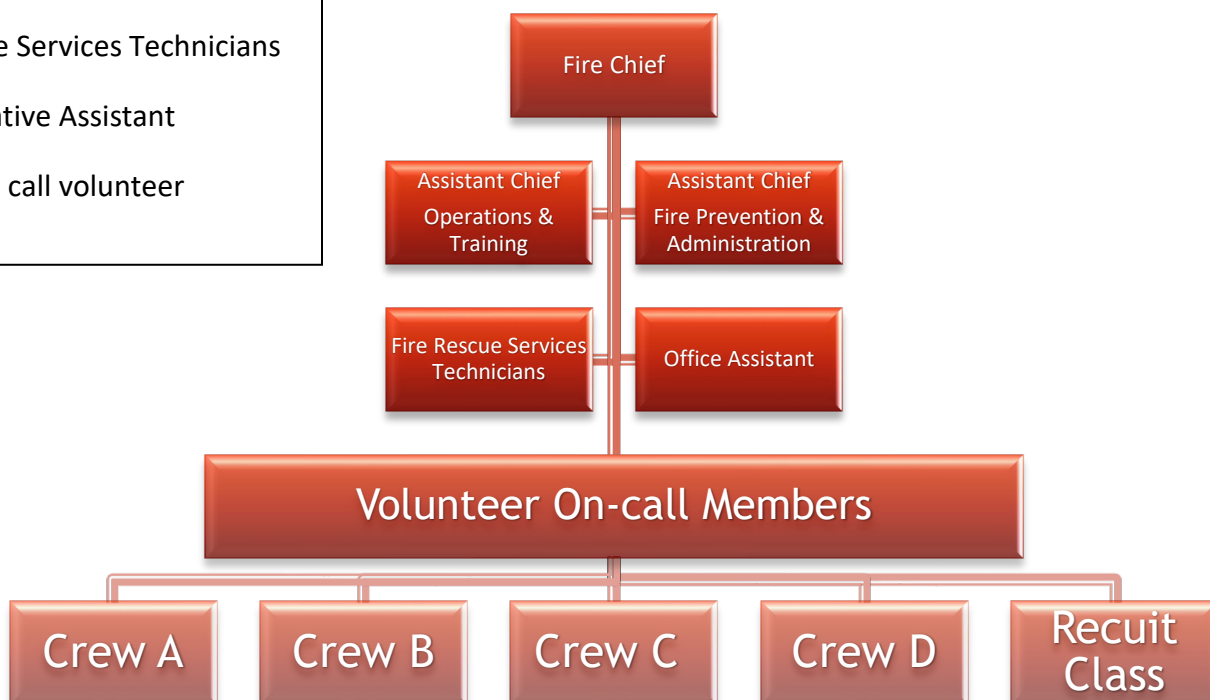 Services Technicians
Assistant
call volunteer
Fire Chief
Assistant Chief
Operations &
Training
Assistant Chief
Fire Prevention &
Administration
Fire Rescue Services
Technicians
Office Assistant
Volunteer On-call Members
Crew A
Crew B
Crew C
Crew D
Recuit
Class